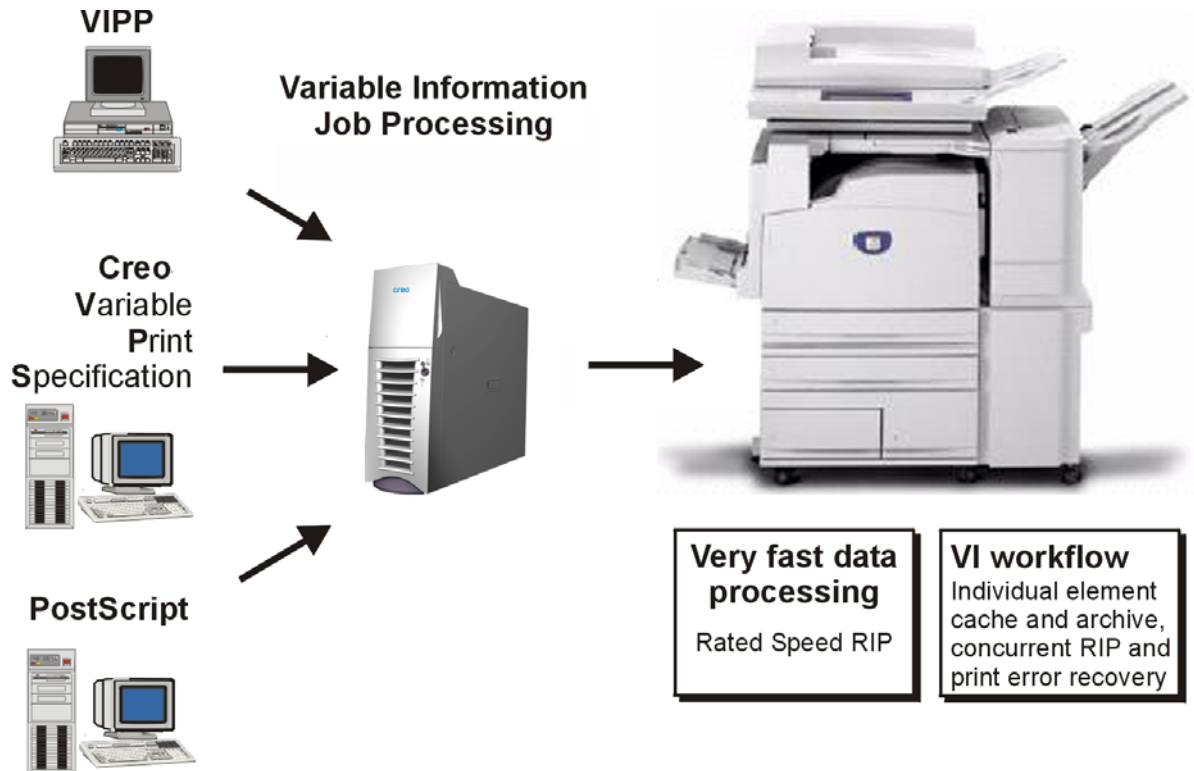 VIPP
Variable Information
Job Processing
Creo
Variable
Print
Specification
creo
PostScript
Very fast data
processing
Rated Speed RIP
VI workflow
Individual element
cache and archive,
concurrent RIP and
print error recovery